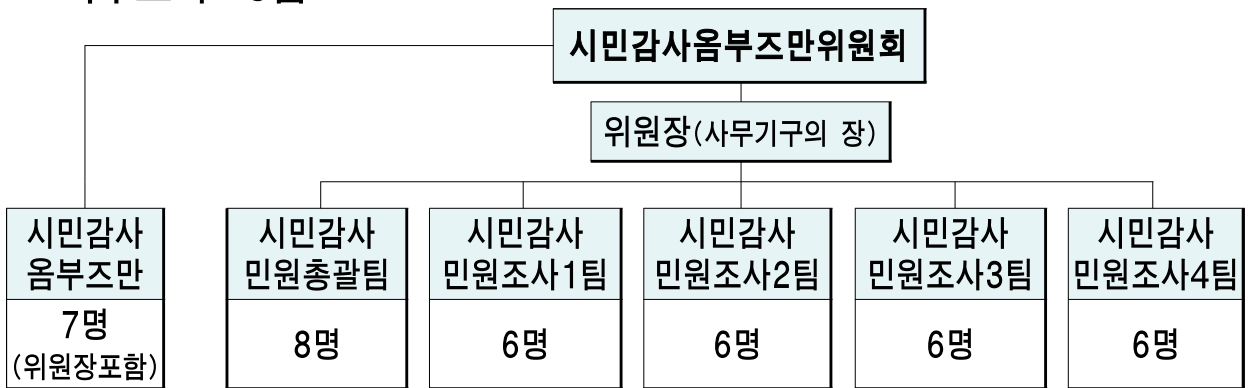 시민감사옴부즈만위원회
위원장(사무기구의 장)
시민감사
옴부즈만
7명
(위원장포함)
시민감사
민원총괄팀
8명
시민감사
민원조사1팀
6명
시민감사
민원조사2팀
6명
시민감사
민원조사3팀
6명
시민감사
민원조사4팀
6명